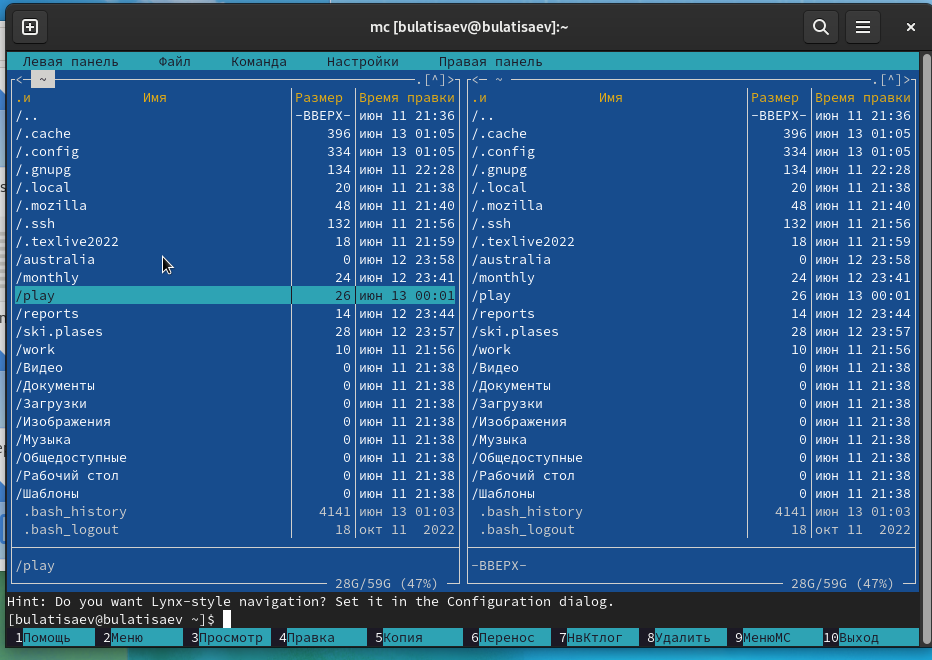 mc [bulatisaev@bulatisaev]:~
Левая панель Файл Команда Настройки Правая панель
<— ~ .[^]> <— ~ .[^]>
.и Имя Размер Время правки .и Имя Размер Время правки
/.. -ВВЕРХ- июн 11 21:36 /.. -ВВЕРХ- июн 11 21:36
/.cache 396 июн 13 01:05 /.cache 396 июн 13 01:05
/.config 334 июн 13 01:05 /.config 334 июн 13 01:05
/.gnupg 134 июн 11 22:28 /.gnupg 134 июн 11 22:28
/.local 20 июн 11 21:38 /.local 20 июн 11 21:38
/.mozilla 48 июн 11 21:40 /.mozilla 48 июн 11 21:40
/.ssh 132 июн 11 21:56 /.ssh 132 июн 11 21:56
/.texlive2022 18 июн 11 21:59 /.texlive2022 18 июн 11 21:59
/australia 0 июн 12 23:58 /australia 0 июн 12 23:58
/monthly 24 июн 12 23:41 /monthly 24 июн 12 23:41
/play 26 июн 13 00:01 /play 26 июн 13 00:01
/reports 14 июн 12 23:44 /reports 14 июн 12 23:44
/ski.plases 28 июн 12 23:57 /ski.plases 28 июн 12 23:57
/work 10 июн 11 21:56 /work 10 июн 11 21:56
/Видео 0 июн 11 21:38 /Видео 0 июн 11 21:38
/Документы 0 июн 11 21:38 /Документы 0 июн 11 21:38
/Загрузки 0 июн 11 21:38 /Загрузки 0 июн 11 21:38
/Изображения 0 июн 11 21:38 /Изображения 0 июн 11 21:38
/Музыка 0 июн 11 21:38 /Музыка 0 июн 11 21:38
/Общедоступные 0 июн 11 21:38 /Общедоступные 0 июн 11 21:38
/Рабочий стол 0 июн 11 21:38 /Рабочий стол 0 июн 11 21:38
/Шаблоны 0 июн 11 21:38 /Шаблоны 0 июн 11 21:38
.bash_history 4141 июн 13 01:03 .bash_history 4141 июн 13 01:03
.bash_logout 18 окт 11 2022 .bash_logout 18 окт 11 2022
/play -ВВЕРХ-
28G/59G (47%) 28G/59G (47%)
Hint: Do you want Lynx-style navigation? Set it in the Configuration dialog.
[bulatisaev@bulatisaev ~]$
1Помощь 2Меню 3Просмотр 4Правка 5Копия 6Перенос 7НвКтлог 8Удалить 9МенюМС 10Выход